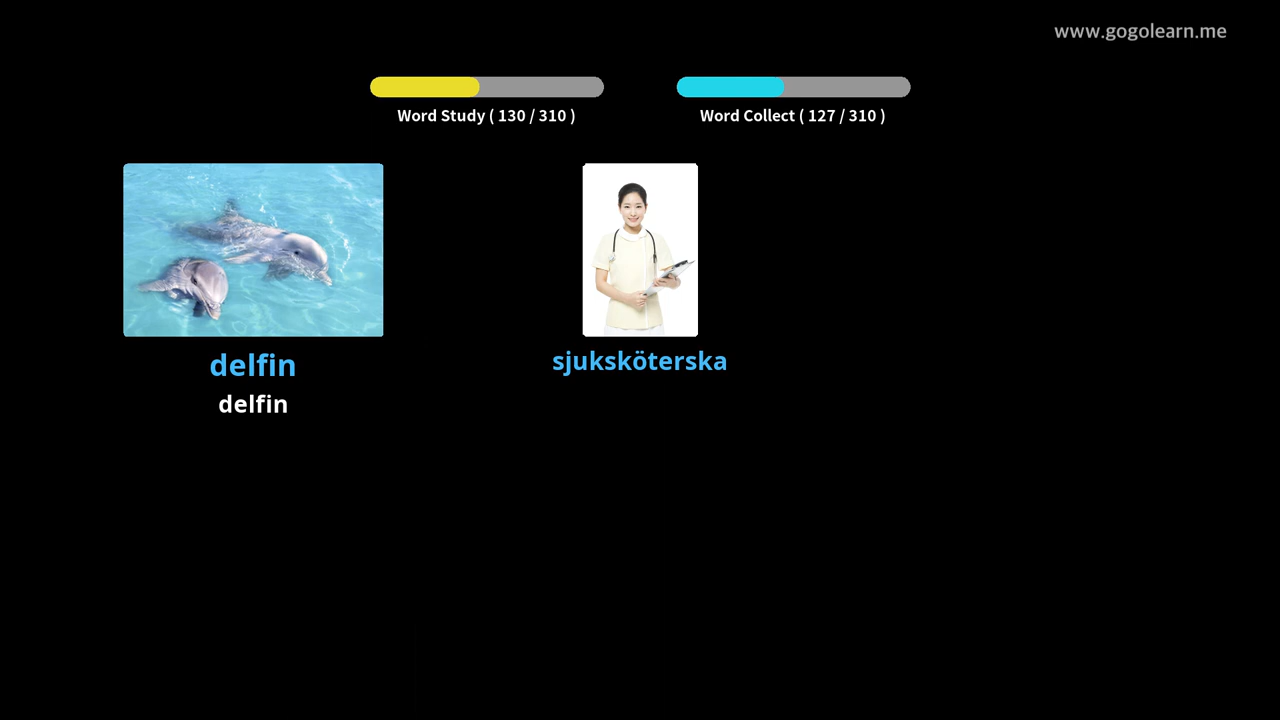 www.gogolearn.me
Word Study ( 130 / 310 )
Word Collect ( 127 / 310 )
delfin
delfin
sjuksköterska